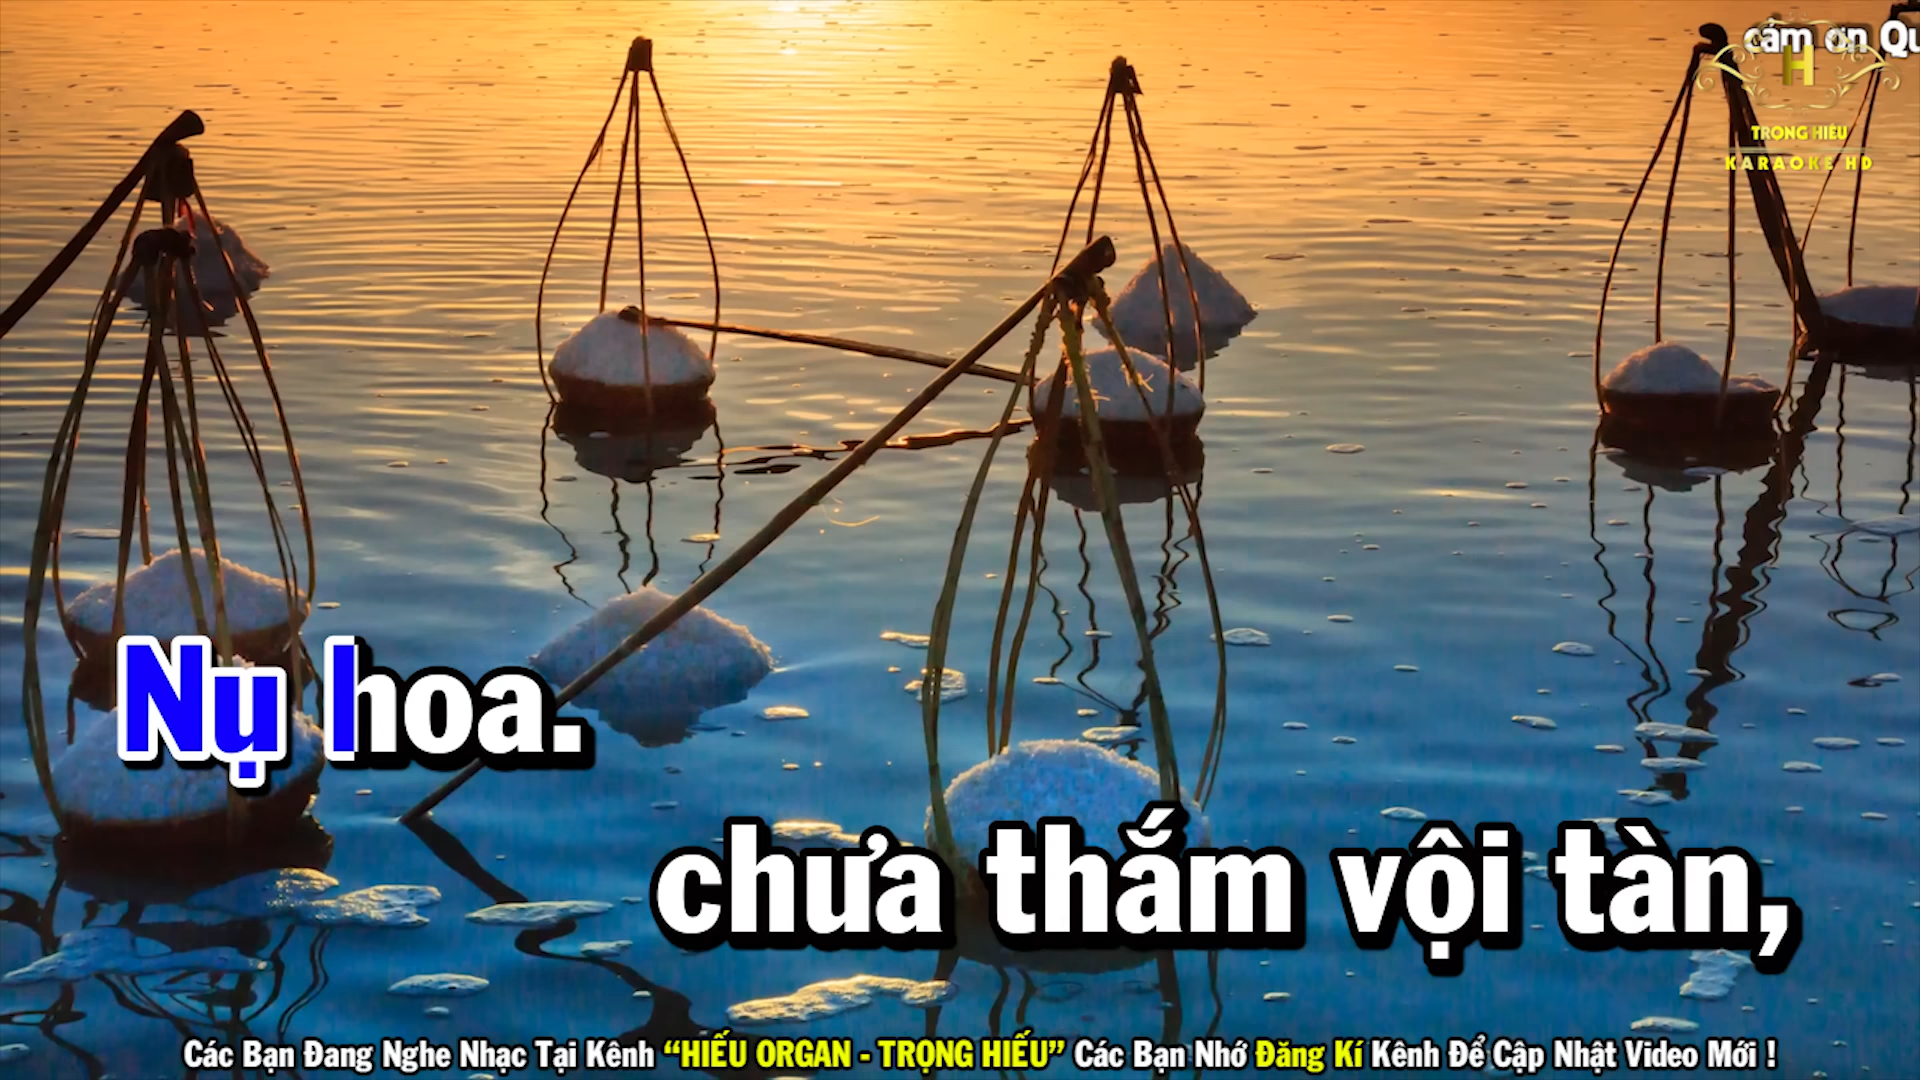 cảm ơn Qu
H
TRỌNG HIẾU
KARAOKE HD
Nụ hoa.
chưa thắm vội tàn,
Các Bạn Đang Nghe Nhạc Tại Kênh “HIẾU ORGAN - TRỌNG HIẾU” Các Bạn Nhớ Đăng Kí Kênh Để Cập Nhật Video Mới !